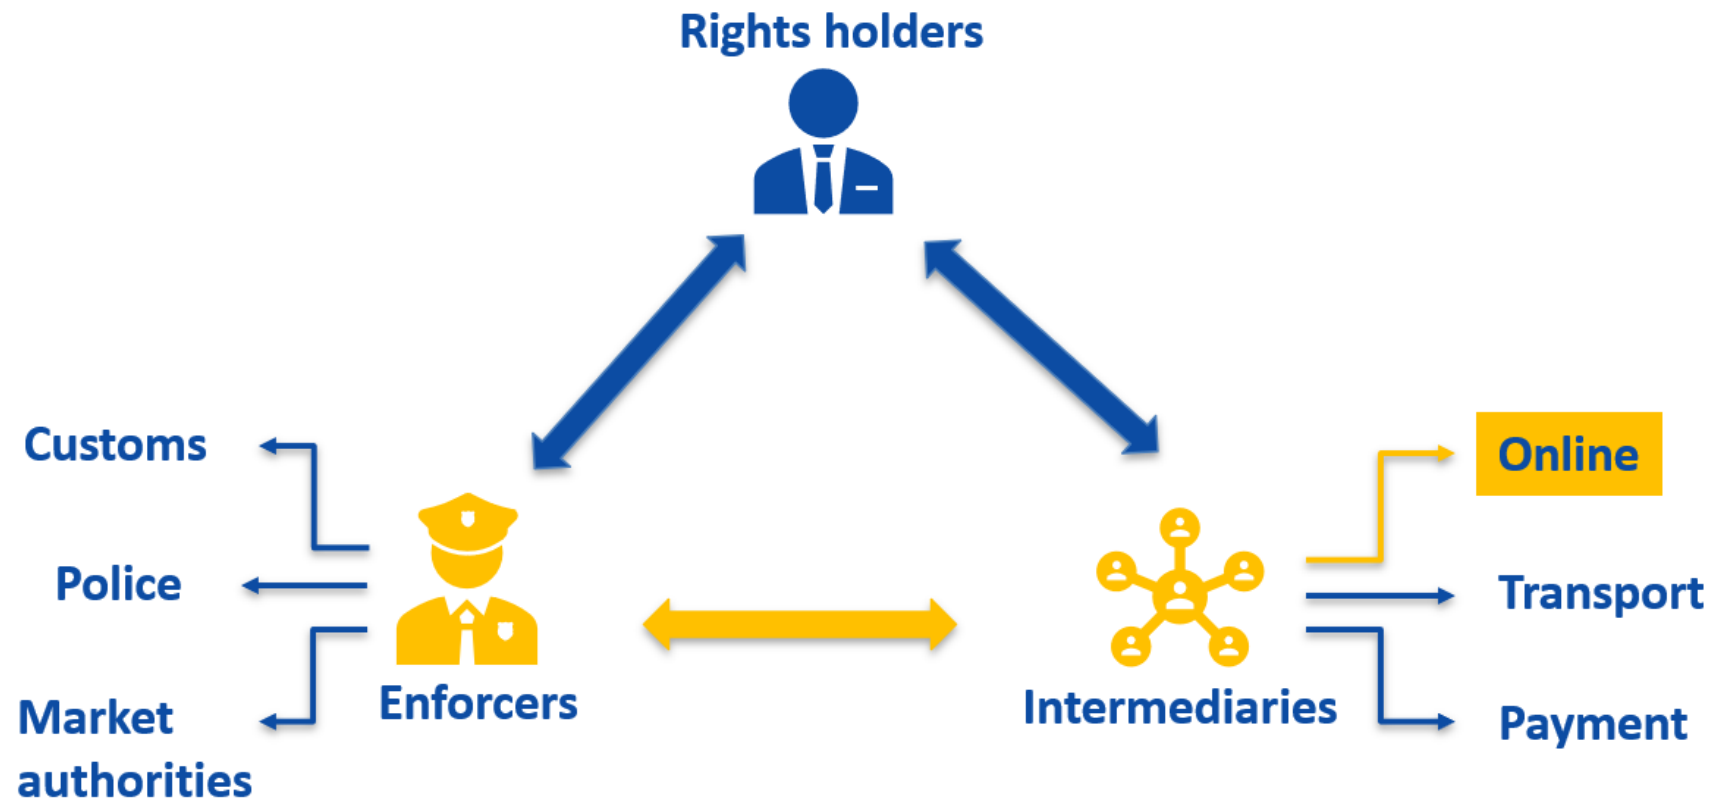 Rights holders
Customs
Police
Market
authorities
Enforcers
Intermediaries
Online
Transport
Payment